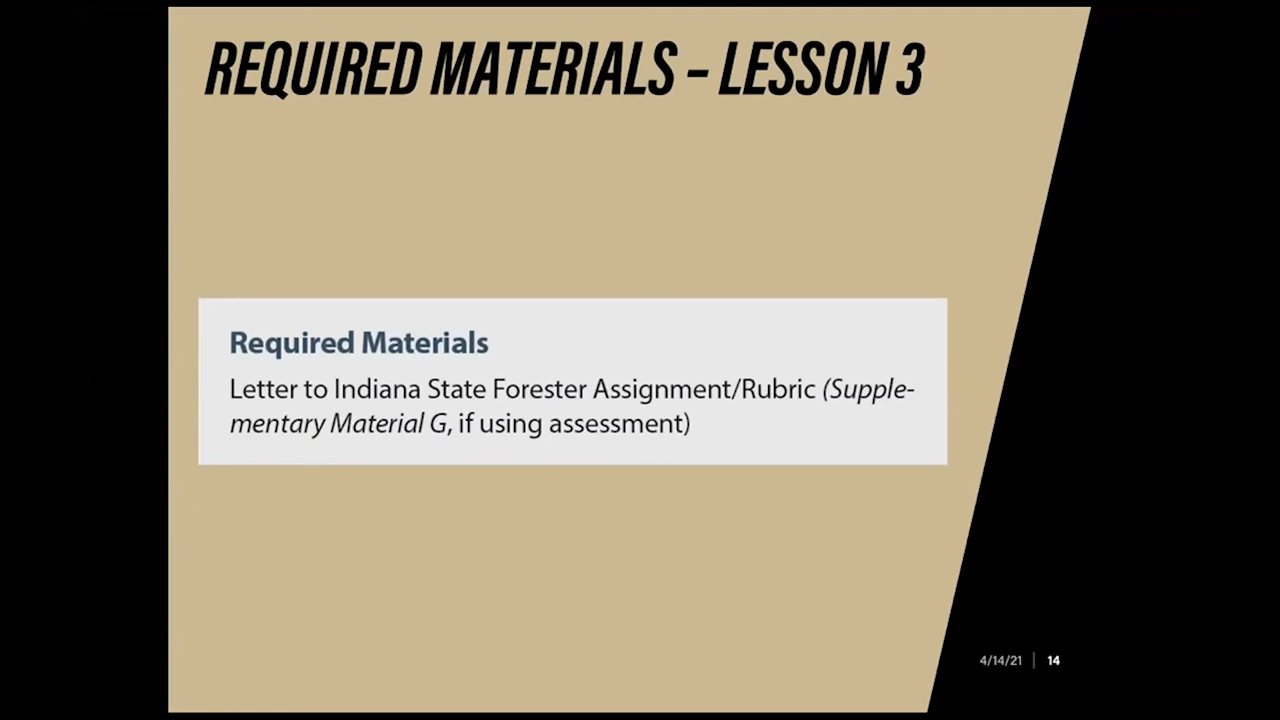 REQUIRED MATERIALS – LESSON 3
Required Materials
Letter to Indiana State Forester Assignment/Rubric (Supple-
mentary Material G, if using assessment)
4/14/21 | 14